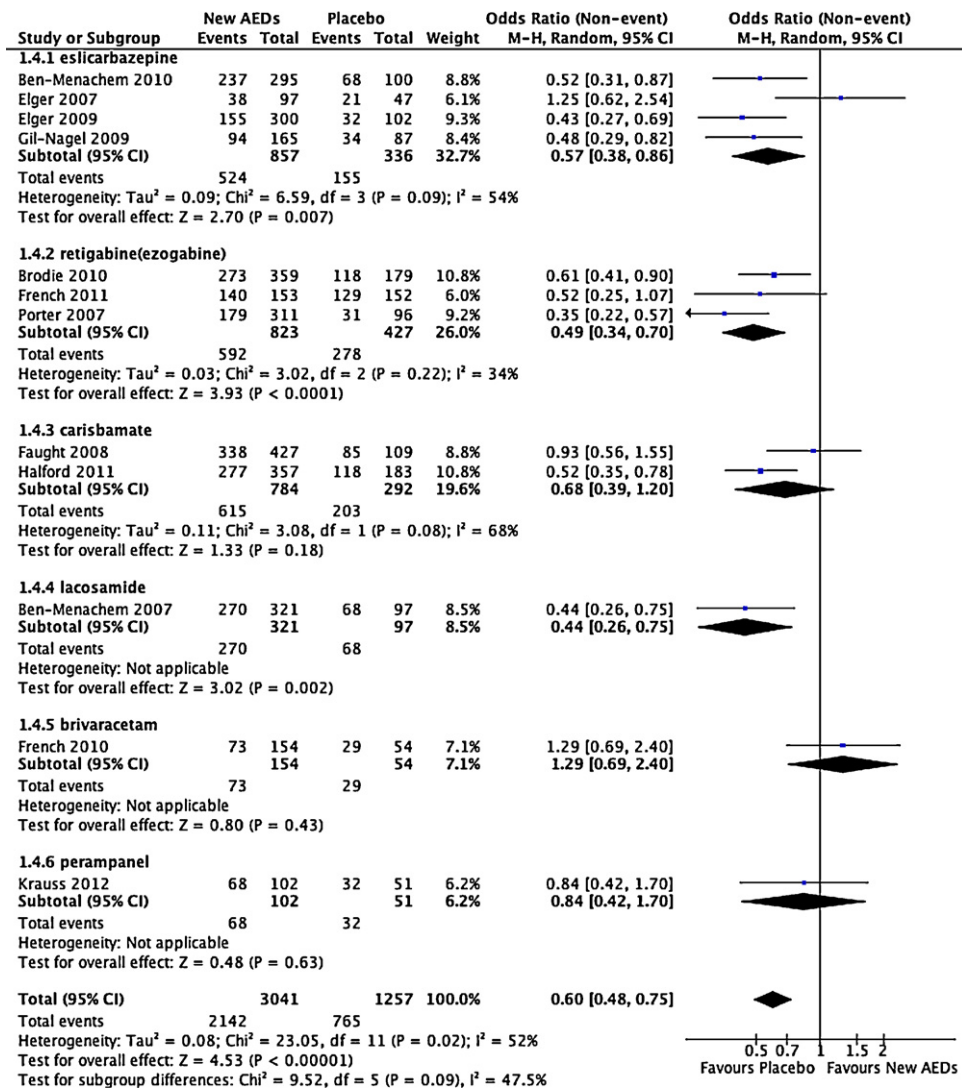 New AEDs Placebo Odds Ratio (Non-event) Odds Ratio (Non-event)
Study or Subgroup Events Total Events Total Weight M-H, Random, 95% CI M-H, Random, 95% CI
1.4.1 eslicarbazepine
Ben-Menachem 2010 237 295 68 100 8.8% 0.52 [0.31, 0.87]
Elger 2007 38 97 21 47 6.1% 1.25 [0.62, 2.54]
Elger 2009 155 300 32 102 9.3% 0.43 [0.27, 0.69]
Gil-Nagel 2009 94 165 34 87 8.4% 0.48 [0.29, 0.82]
Subtotal (95% CI) 857 336 32.7% 0.57 [0.38, 0.86]
Total events 524 155
Heterogeneity: Tau² = 0.09; Chi² = 6.59, df = 3 (P = 0.09); I² = 54%
Test for overall effect: Z = 2.70 (P = 0.007)
1.4.2 retigabine(ezogabine)
Brodie 2010 273 359 118 179 10.8% 0.61 [0.41, 0.90]
French 2011 140 153 129 152 6.0% 0.52 [0.25, 1.07]
Porter 2007 179 311 31 96 9.2% 0.35 [0.22, 0.57]
Subtotal (95% CI) 823 427 26.0% 0.49 [0.34, 0.70]
Total events 592 278
Heterogeneity: Tau² = 0.03; Chi² = 3.02, df = 2 (P = 0.22); I² = 34%
Test for overall effect: Z = 3.93 (P < 0.0001)
1.4.3 carisbamate
Faught 2008 338 427 85 109 8.8% 0.93 [0.56, 1.55]
Halford 2011 277 357 118 183 10.8% 0.52 [0.35, 0.78]
Subtotal (95% CI) 784 292 19.6% 0.68 [0.39, 1.20]
Total events 615 203
Heterogeneity: Tau² = 0.11; Chi² = 3.08, df = 1 (P = 0.08); I² = 68%
Test for overall effect: Z = 1.33 (P = 0.18)
1.4.4 lacosamide
Ben-Menachem 2007 270 321 68 97 8.5% 0.44 [0.26, 0.75]
Subtotal (95% CI) 321 97 8.5% 0.44 [0.26, 0.75]
Total events 270 68
Heterogeneity: Not applicable
Test for overall effect: Z = 3.02 (P = 0.002)
1.4.5 brivaracetam
French 2010 73 154 29 54 7.1% 1.29 [0.69, 2.40]
Subtotal (95% CI) 154 54 7.1% 1.29 [0.69, 2.40]
Total events 73 29
Heterogeneity: Not applicable
Test for overall effect: Z = 0.80 (P = 0.43)
1.4.6 perampanel
Krauss 2012 68 102 32 51 6.2% 0.84 [0.42, 1.70]
Subtotal (95% CI) 102 51 6.2% 0.84 [0.42, 1.70]
Total events 68 32
Heterogeneity: Not applicable
Test for overall effect: Z = 0.48 (P = 0.63)
Total (95% CI) 3041 1257 100.0% 0.60 [0.48, 0.75]
Total events 2142 765
Heterogeneity: Tau² = 0.08; Chi² = 23.05, df = 11 (P = 0.02); I² = 52%
Test for overall effect: Z = 4.53 (P < 0.00001)
Test for subgroup differences: Chi² = 9.52, df = 5 (P = 0.09), I² = 47.5%
0.5 0.7 1 1.5 2
Favours Placebo Favours New AEDs